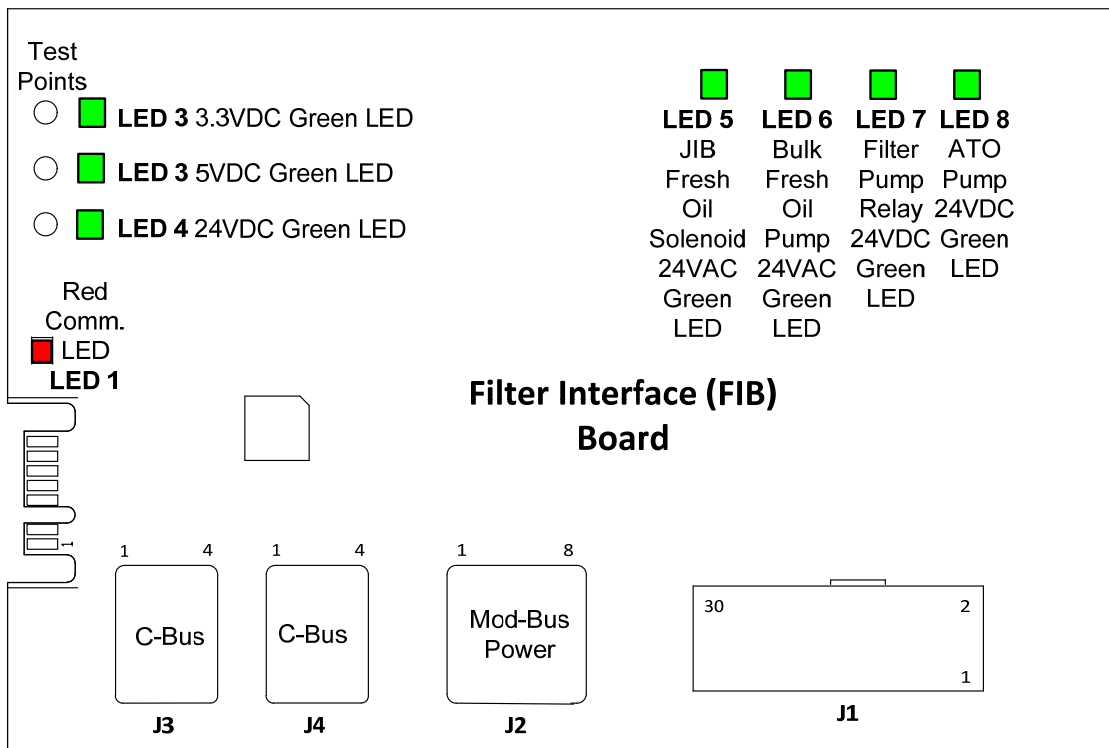 Test
Points
LED 3 3.3VDC Green LED
LED 3 5VDC Green LED
LED 4 24VDC Green LED
Red
Comm.
LED
LED 1
LED 5
JIB
Fresh
Oil
Solenoid
24VAC
Green
LED
LED 6
Bulk
Fresh
Oil
Pump
24VAC
Green
LED
LED 7
Filter
Pump
Relay
24VDC
Green
LED
LED 8
ATO
Pump
24VDC
Green
LED
Filter Interface (FIB)
Board
1
1 4
C-Bus
J3
1 4
C-Bus
J4
1 8
Mod-Bus
Power
J2
30 2
1
J1